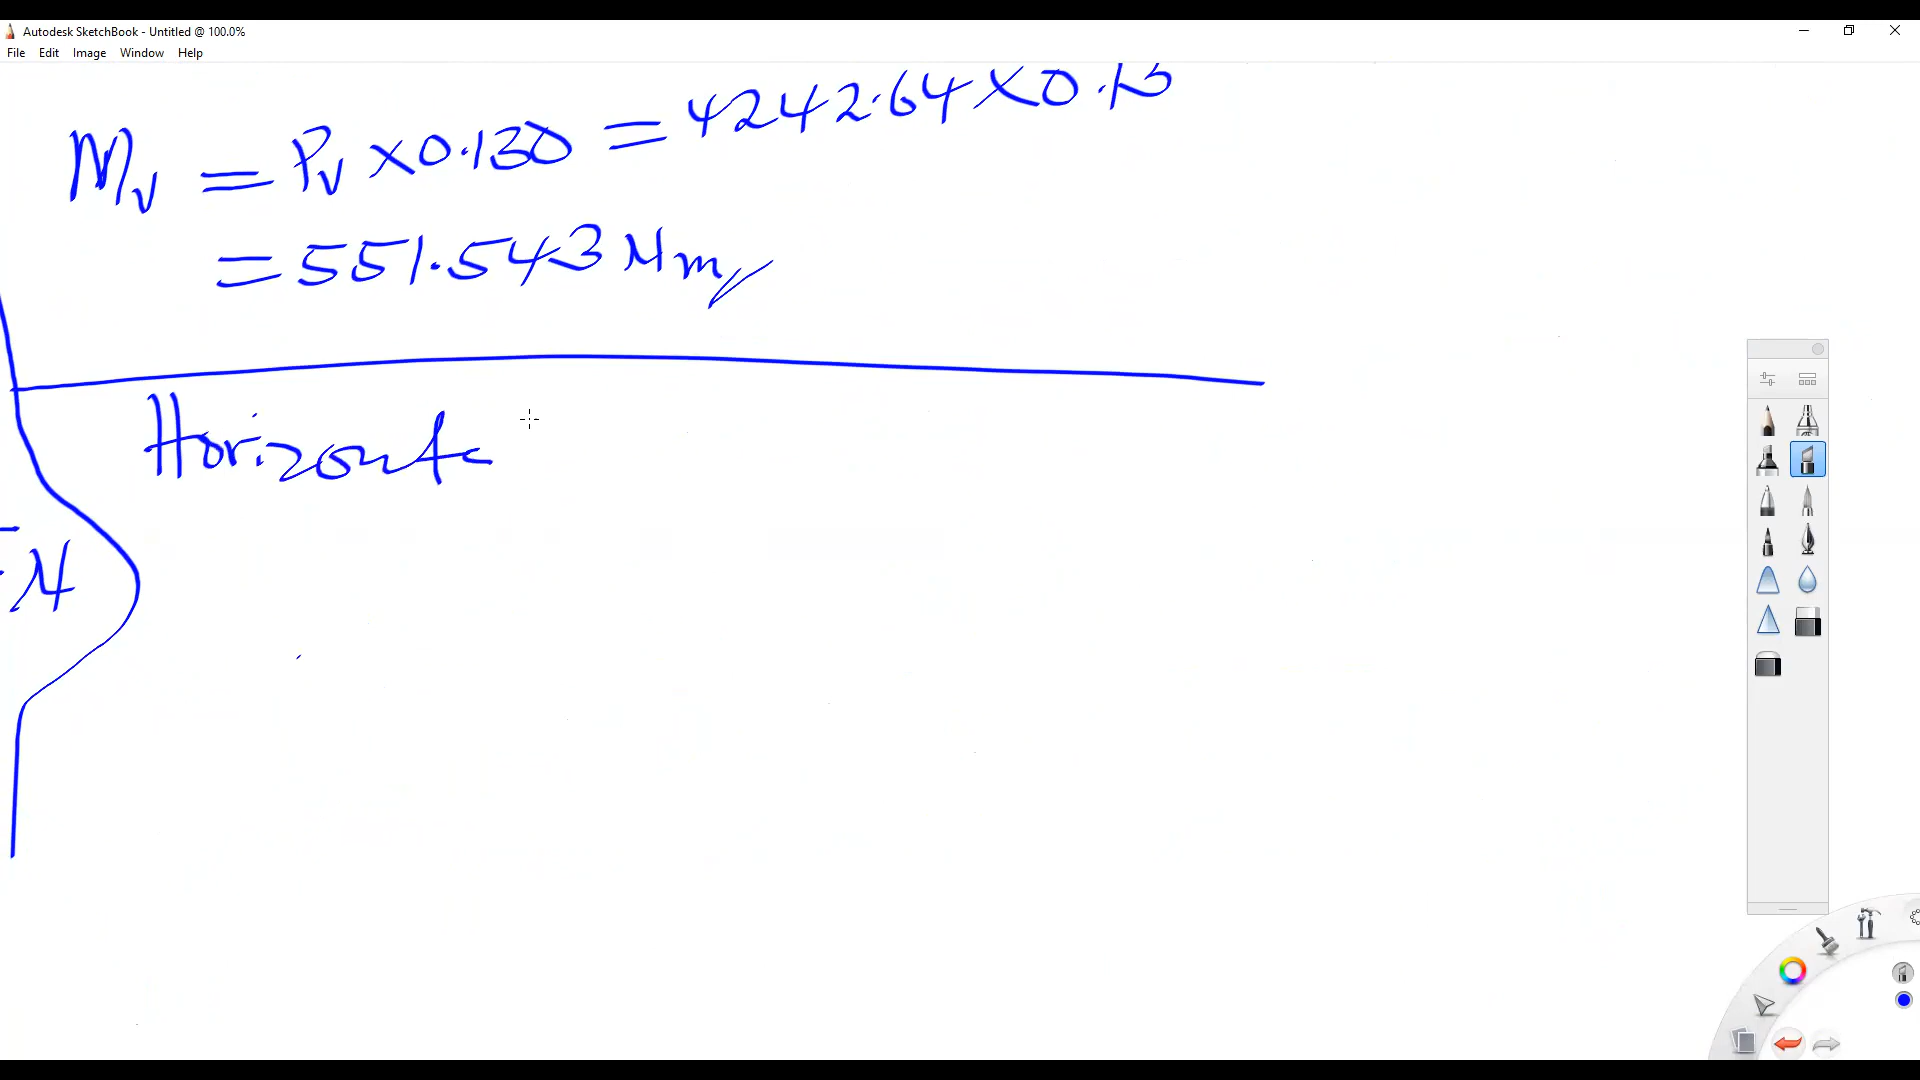 Autodesk SketchBook - Untitled @ 100.0%
File Edit Image Window Help
Mv = Pv ×0.130 = 4242.64 ×0.13
= 551.543 Nm
Horizonta
N